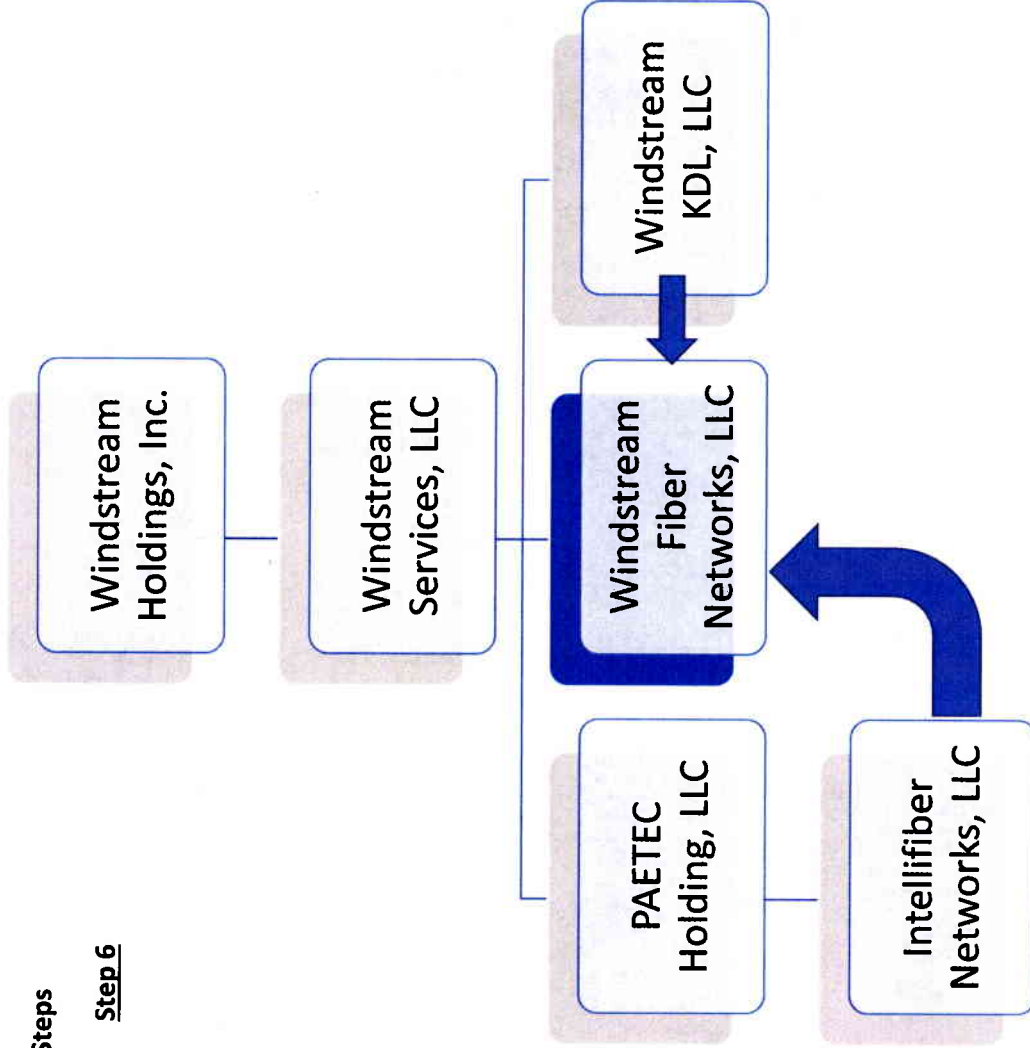 Steps
Step 6
Windstream
Holdings, Inc.
Windstream
Services, LLC
PAETEC
Holding, LLC
Windstream
Fiber
Networks, LLC
Windstream
KDL, LLC
Intellifiber
Networks, LLC